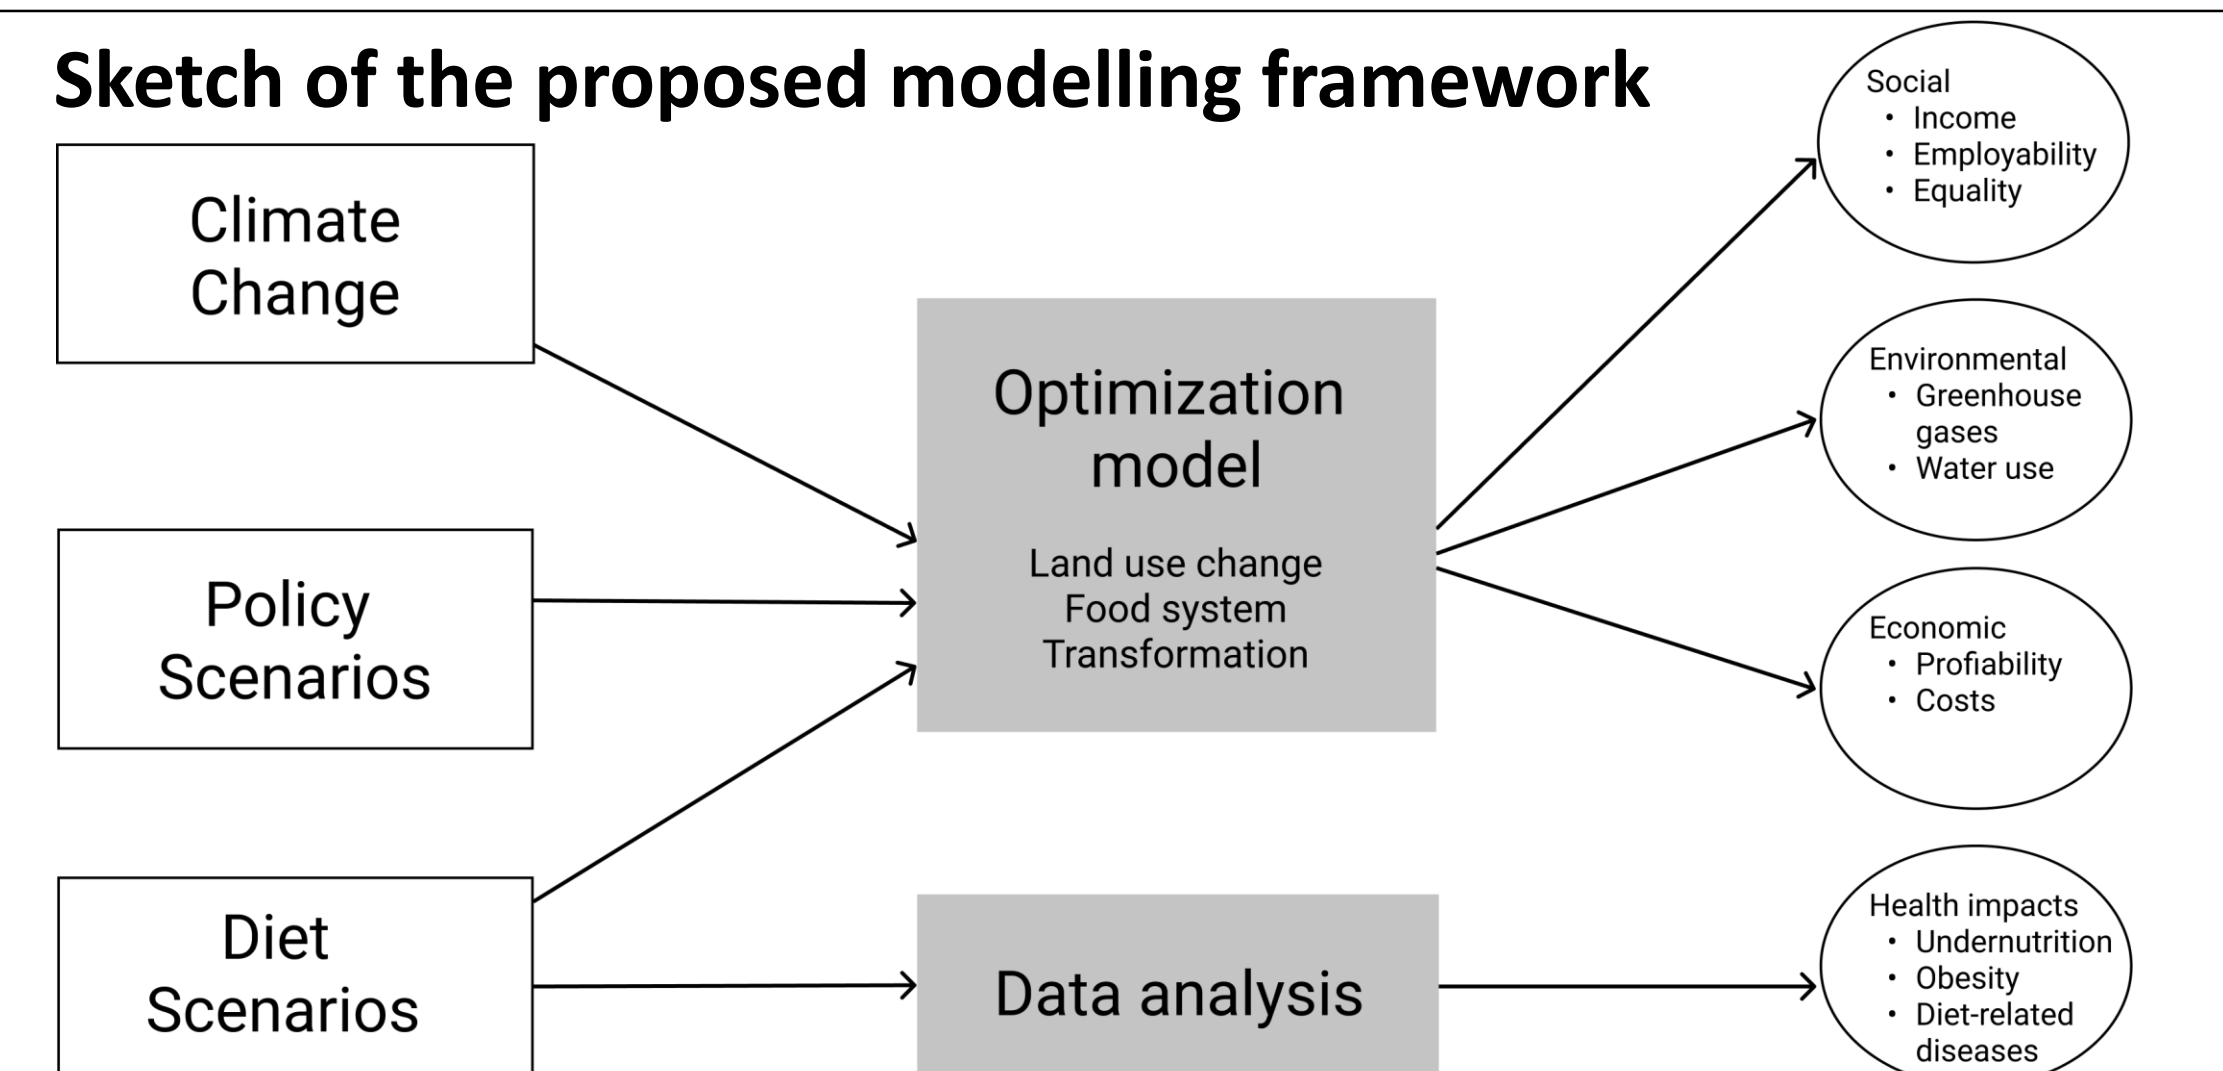 Sketch of the proposed modelling framework
Climate
Change
Policy
Scenarios
Diet
Scenarios
Optimization
model
Land use change
Food system
Transformation
Data analysis
Social
• Income
• Employability
• Equality
Environmental
• Greenhouse
gases
• Water use
Economic
• Profiability
• Costs
Health impacts
• Undernutrition
• Obesity
• Diet-related
diseases